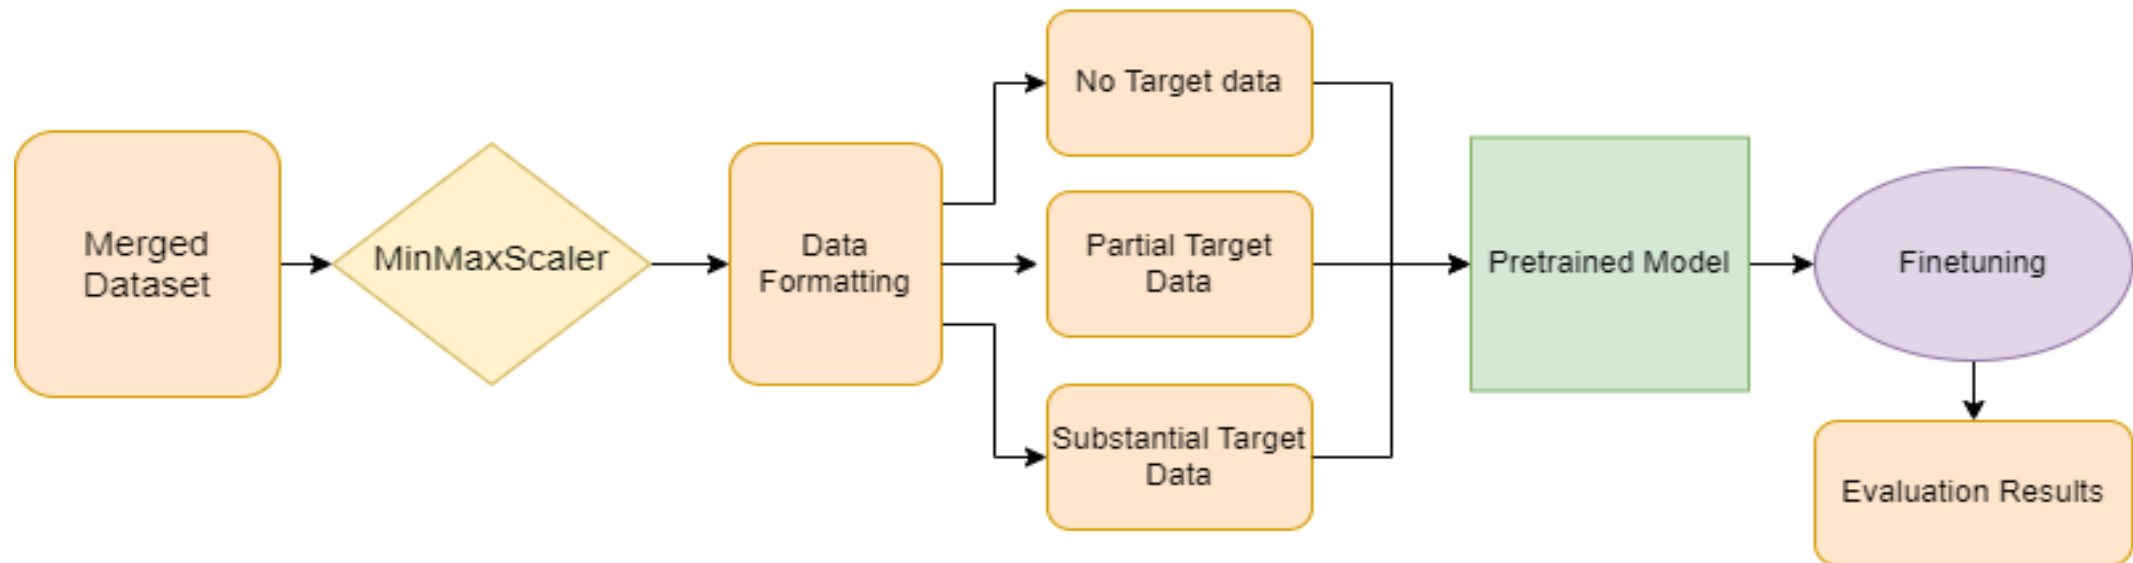 Merged
Dataset
MinMaxScaler
Data
Formatting
No Target data
Partial Target
Data
Substantial Target
Data
Pretrained Model
Finetuning
Evaluation Results